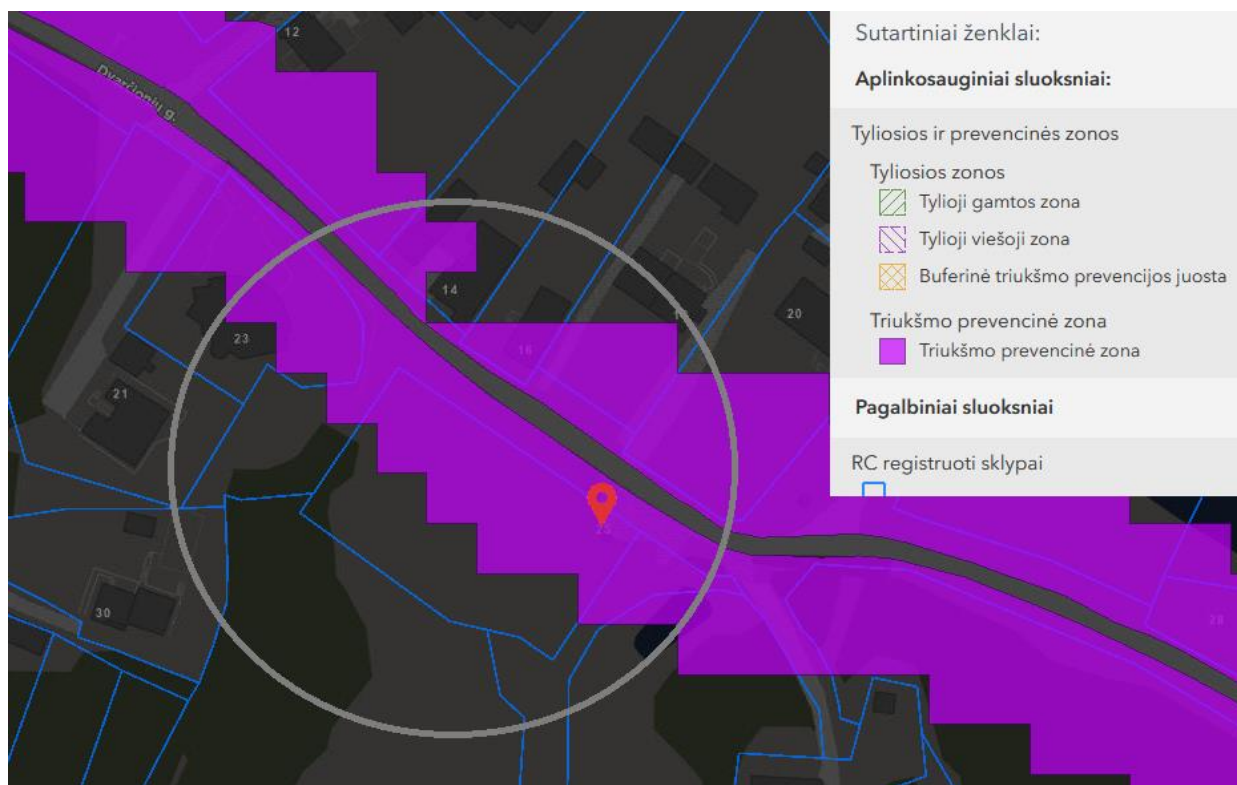 Sutartiniai ženklai:
Aplinkosauginiai sluoksniai:
Tyliosios ir prevencinės zonos
Tyliosios zonos
Tylioji gamtos zona
Tylioji viešoji zona
Buferinė triukšmo prevencijos juosta
Triukšmo prevencinė zona
Triukšmo prevencinė zona
Pagalbiniai sluoksniai
RC registruoti sklypai
12
Dvarčionių g.
14
16
20
23
21
30
28